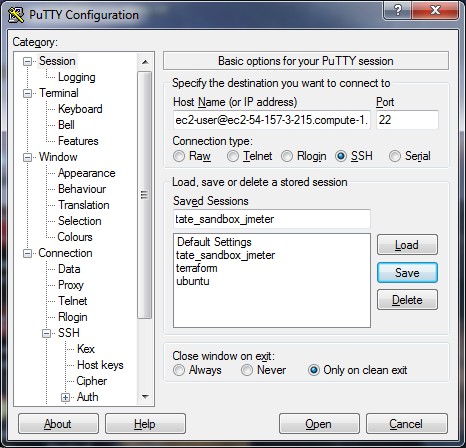 PuTTY Configuration
Category:
Session
Logging
Terminal
Keyboard
Bell
Features
Window
Appearance
Behaviour
Translation
Selection
Colours
Connection
Data
Proxy
Telnet
Rlogin
SSH
Kex
Host keys
Cipher
Auth
Basic options for your PuTTY session
Specify the destination you want to connect to
Host Name (or IP address) Port
ec2-user@ec2-54-157-3-215.compute-1. 22
Connection type:
Raw Telnet Rlogin SSH Serial
Load, save or delete a stored session
Saved Sessions
tate_sandbox_jmeter
Default Settings
tate_sandbox_jmeter
terraform
ubuntu
Load
Save
Delete
Close window on exit:
Always Never Only on clean exit
About Help Open Cancel